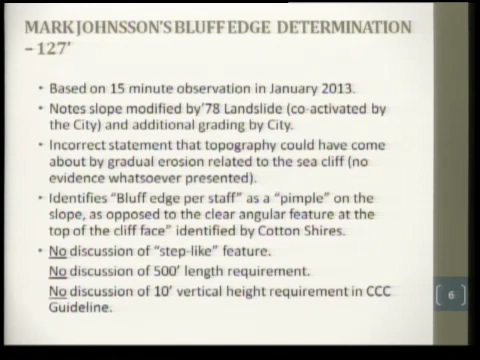 MARK JOHNSSON'S BLUFF EDGE DETERMINATION
– 127'
• Based on 15 minute observation in January 2013.
• Notes slope modified by'78 Landslide (co-activated by
the City) and additional grading by City.
• Incorrect statement that topography could have come
about by gradual erosion related to the sea cliff (no
evidence whatsoever presented).
• Identifies "Bluff edge per staff" as a "pimple" on the
slope, as opposed to the clear angular feature at the
top of the cliff face" identified by Cotton Shires.
• No discussion of "step-like" feature.
No discussion of 500' length requirement.
No discussion of 10' vertical height requirement in CCC
Guideline.
6